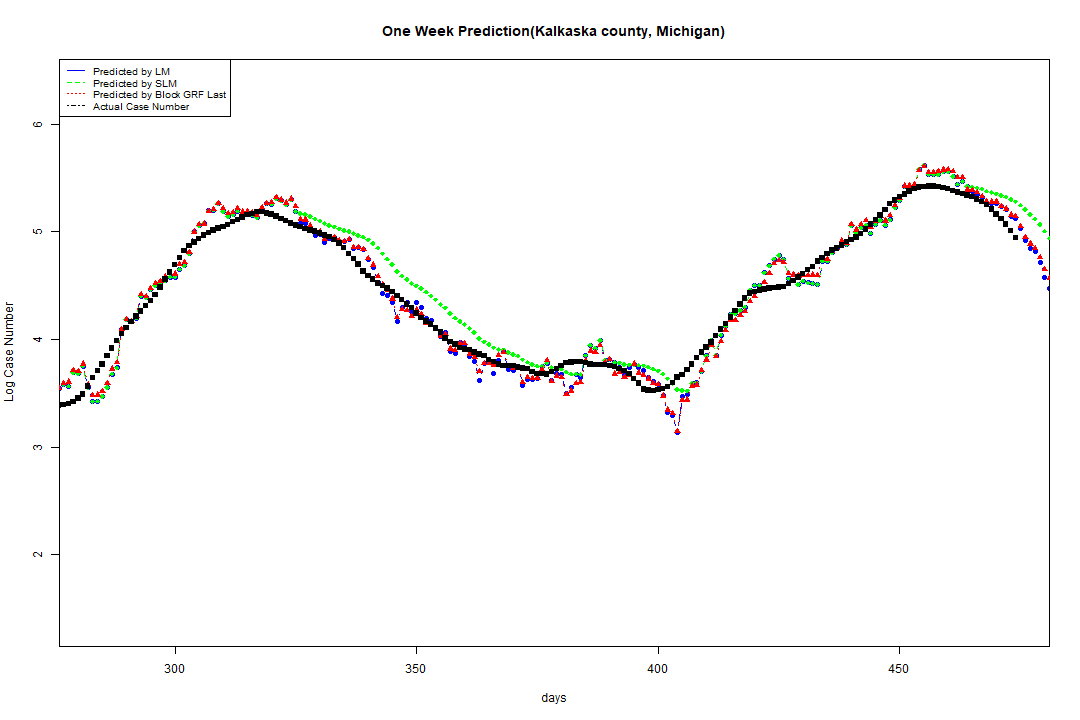 One Week Prediction(Kalkaska county, Michigan)
Predicted by LM
Predicted by SLM
Predicted by Block GRF Last
Actual Case Number
6
5
4
3
2
Log Case Number
300 350 400 450
days